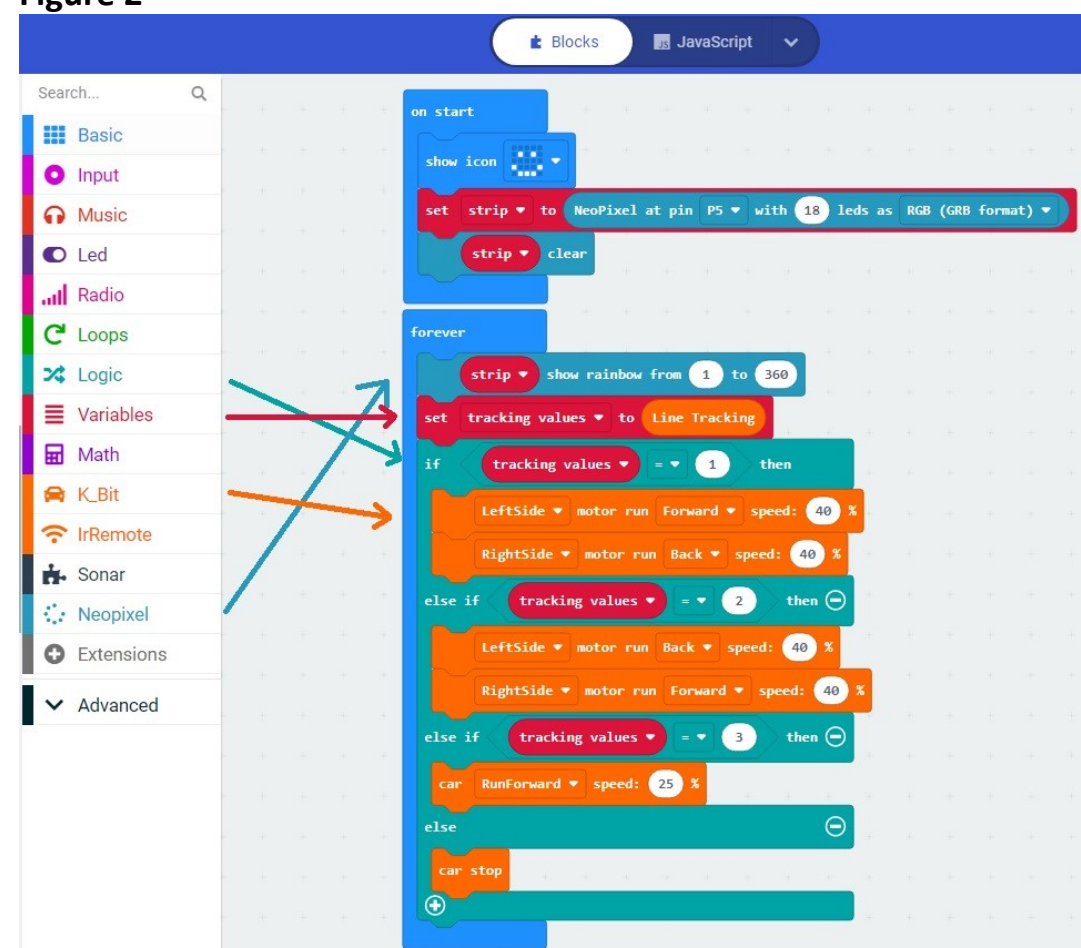 Figure 2
Blocks
JS JavaScript
Search...
Basic
Input
Music
Led
Radio
Loops
Logic
Variables
Math
K_Bit
IrRemote
Sonar
Neopixel
Extensions
Advanced
on start
show icon
set strip to NeoPixel at pin P5 with 18 leds as RGB (GRB format)
strip clear
forever
strip show rainbow from 1 to 360
set tracking values to Line Tracking
if tracking values = 1 then
LeftSide motor run Forward speed: 40 %
RightSide motor run Back speed: 40 %
else if tracking values = 2 then
LeftSide motor run Back speed: 40 %
RightSide motor run Forward speed: 40 %
else if tracking values = 3 then
car RunForward speed: 25 %
else
car stop